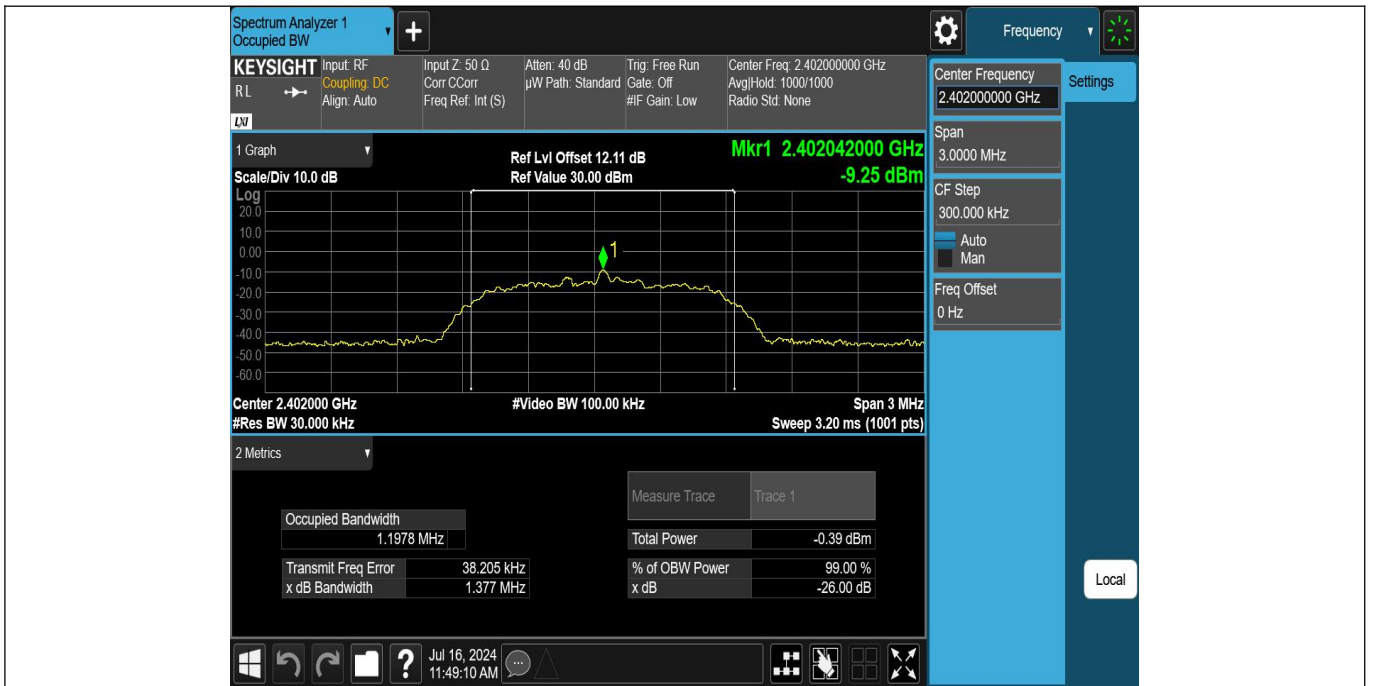 Spectrum Analyzer 1
Occupied BW
+
Frequency
KEYSIGHT
RL
LXI
Input: RF
Coupling: DC
Align: Auto
Input Z: 50 Ω
Corr CCorr
Freq Ref: Int (S)
Atten: 40 dB
µW Path: Standard
Trig: Free Run
Gate: Off
#IF Gain: Low
Center Freq: 2.402000000 GHz
Avg|Hold: 1000/1000
Radio Std: None
Center Frequency
2.402000000 GHz
Settings
Span
3.0000 MHz
CF Step
300.000 kHz
Auto
Man
Freq Offset
0 Hz
Local
1 Graph
Scale/Div 10.0 dB
Ref Lvl Offset 12.11 dB
Ref Value 30.00 dBm
Mkr1 2.402042000 GHz
-9.25 dBm
Log
20.0
10.0
0.00
-10.0
-20.0
-30.0
-40.0
-50.0
-60.0
1
Center 2.402000 GHz
#Res BW 30.000 kHz
#Video BW 100.00 kHz
Span 3 MHz
Sweep 3.20 ms (1001 pts)
2 Metrics
Measure Trace Trace 1
Occupied Bandwidth
1.1978 MHz
Total Power -0.39 dBm
Transmit Freq Error 38.205 kHz
% of OBW Power 99.00 %
x dB Bandwidth 1.377 MHz
x dB -26.00 dB
?
Jul 16, 2024
11:49:10 AM